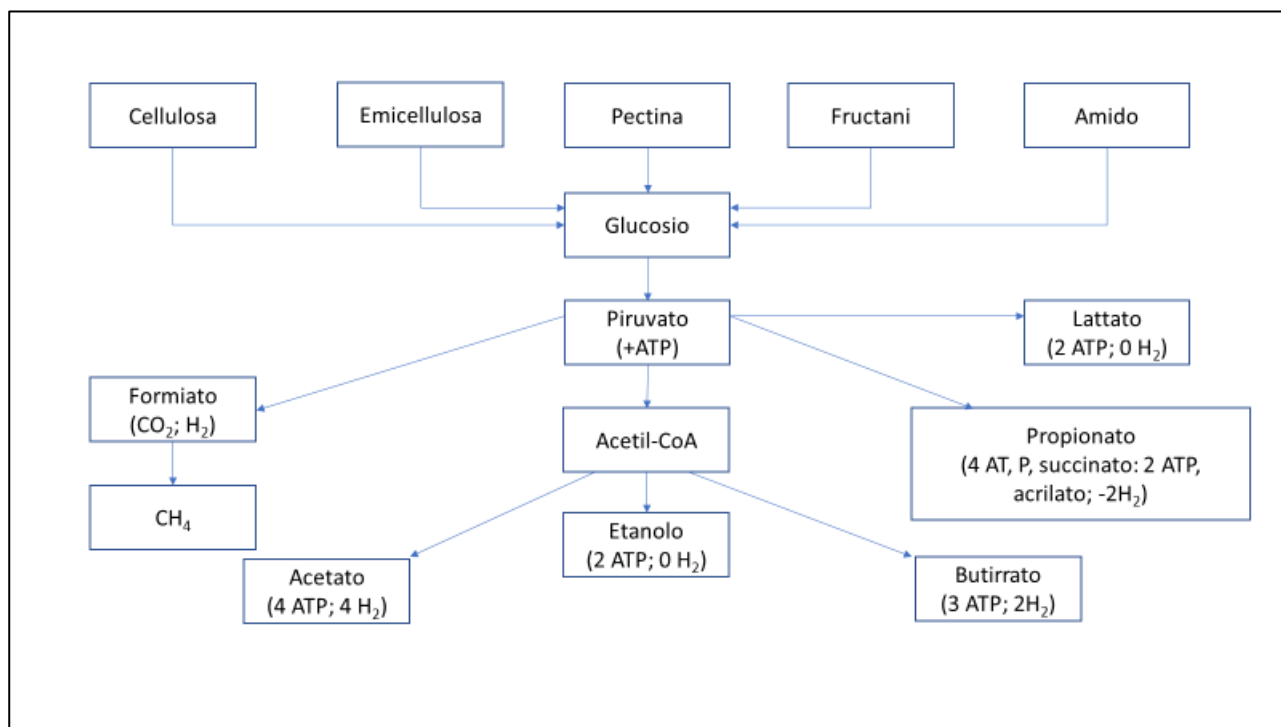 Cellulosa
Emicellulosa
Pectina
Fructani
Amido
Glucosio
Piruvato
(+ATP)
Lattato
(2 ATP; 0 H₂)
Formiato
(CO₂; H₂)
Acetil-CoA
Propionato
(4 AT, P, succinato: 2 ATP,
acrilato; -2H₂)
CH₄
Etanolo
(2 ATP; 0 H₂)
Acetato
(4 ATP; 4 H₂)
Butirrato
(3 ATP; 2H₂)